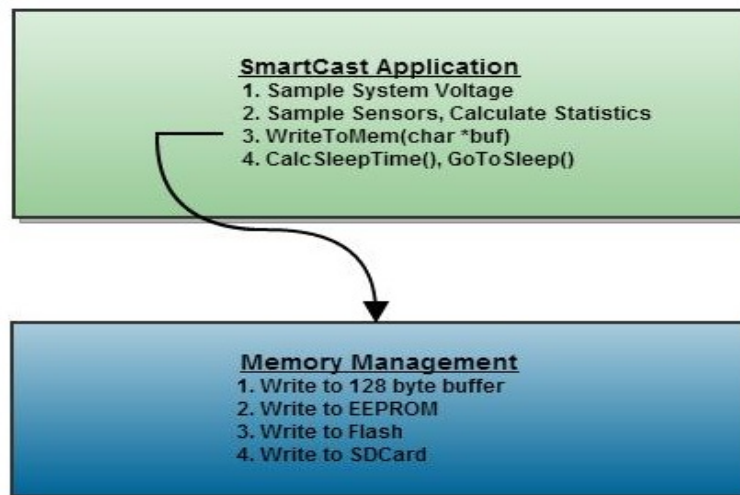 SmartCast Application
1. Sample System Voltage
2. Sample Sensors, Calculate Statistics
3. WriteToMem(char *buf)
4. CalcSleepTime(), GoToSleep()
Memory Management
1. Write to 128 byte buffer
2. Write to EEPROM
3. Write to Flash
4. Write to SDCard